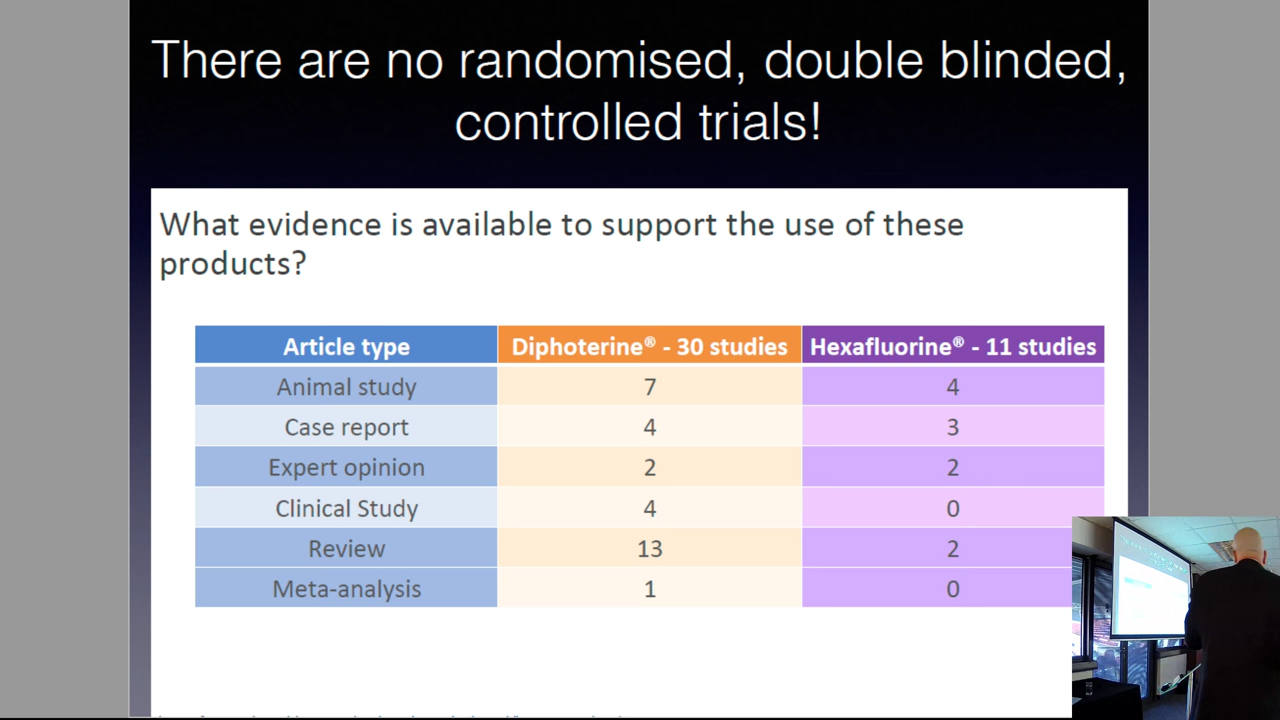 There are no randomised, double blinded,
controlled trials!
What evidence is available to support the use of these
products?
Article type Diphoterine® - 30 studies Hexafluorine® - 11 studies
Animal study 7 4
Case report 4 3
Expert opinion 2 2
Clinical Study 4 0
Review 13 2
Meta-analysis 1 0